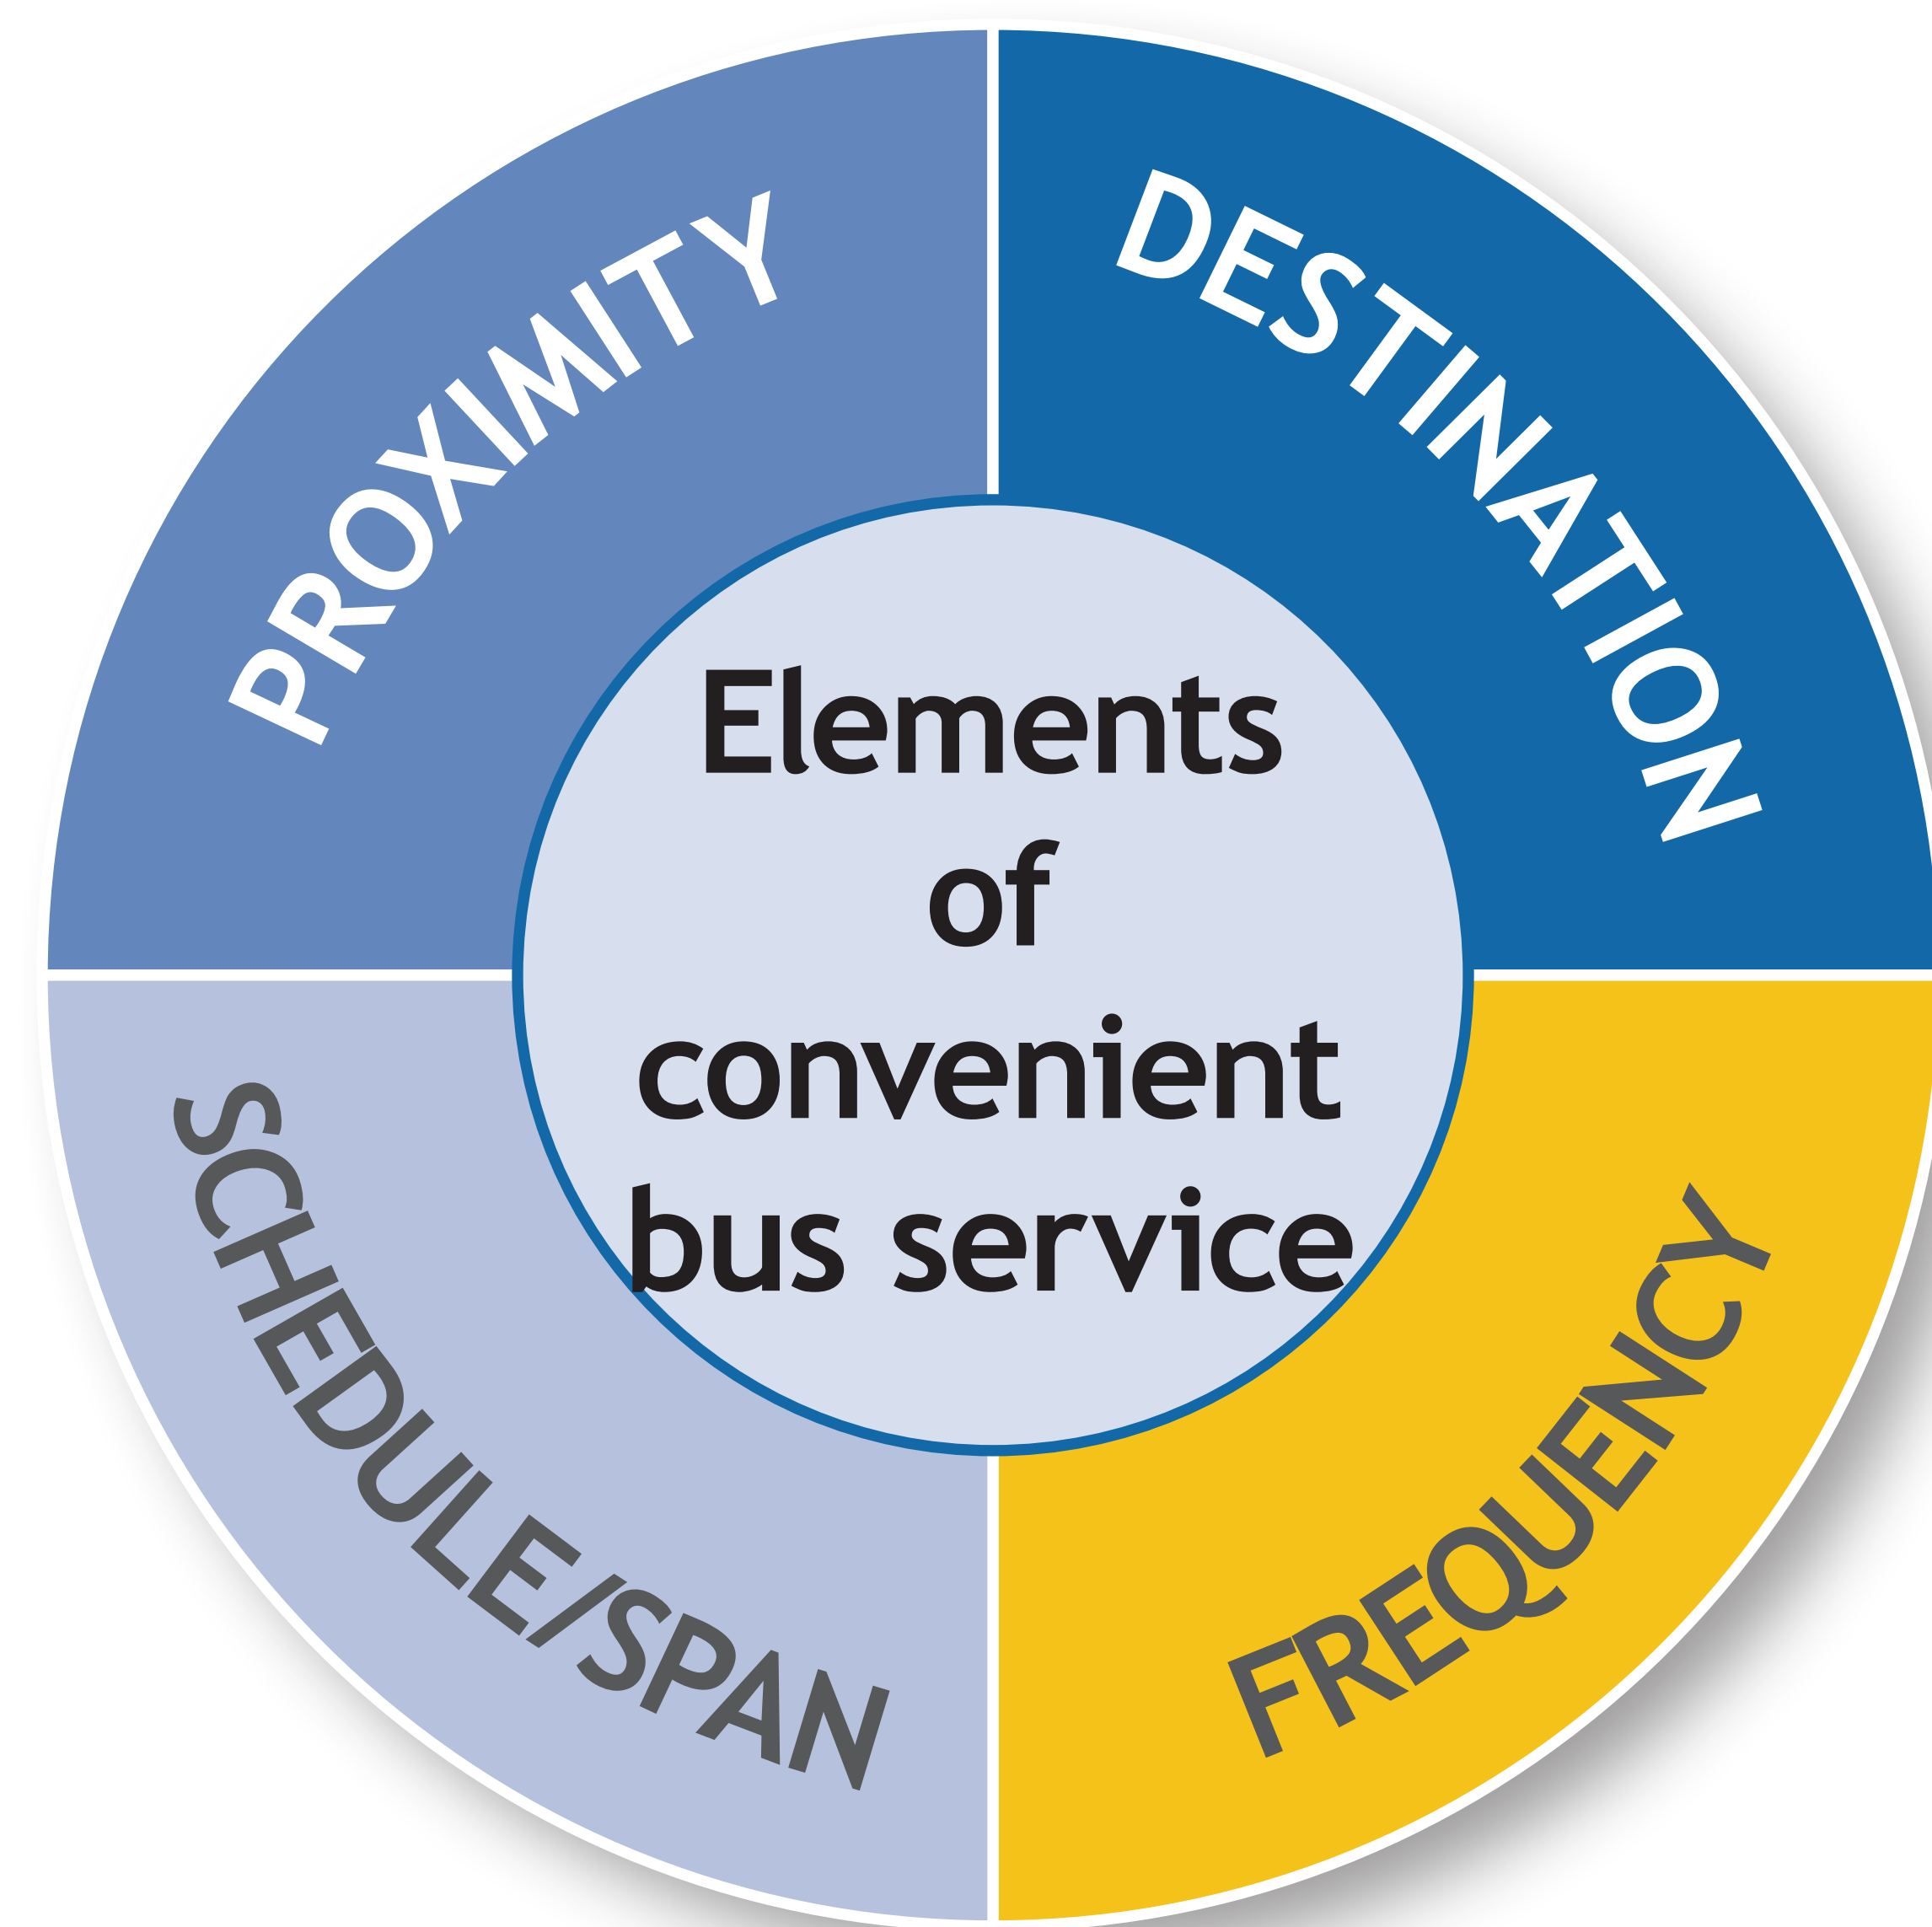 PROXIMITY
DESTINATION
Elements
of
convenient
bus service
SCHEDULE/SPAN
FREQUENCY